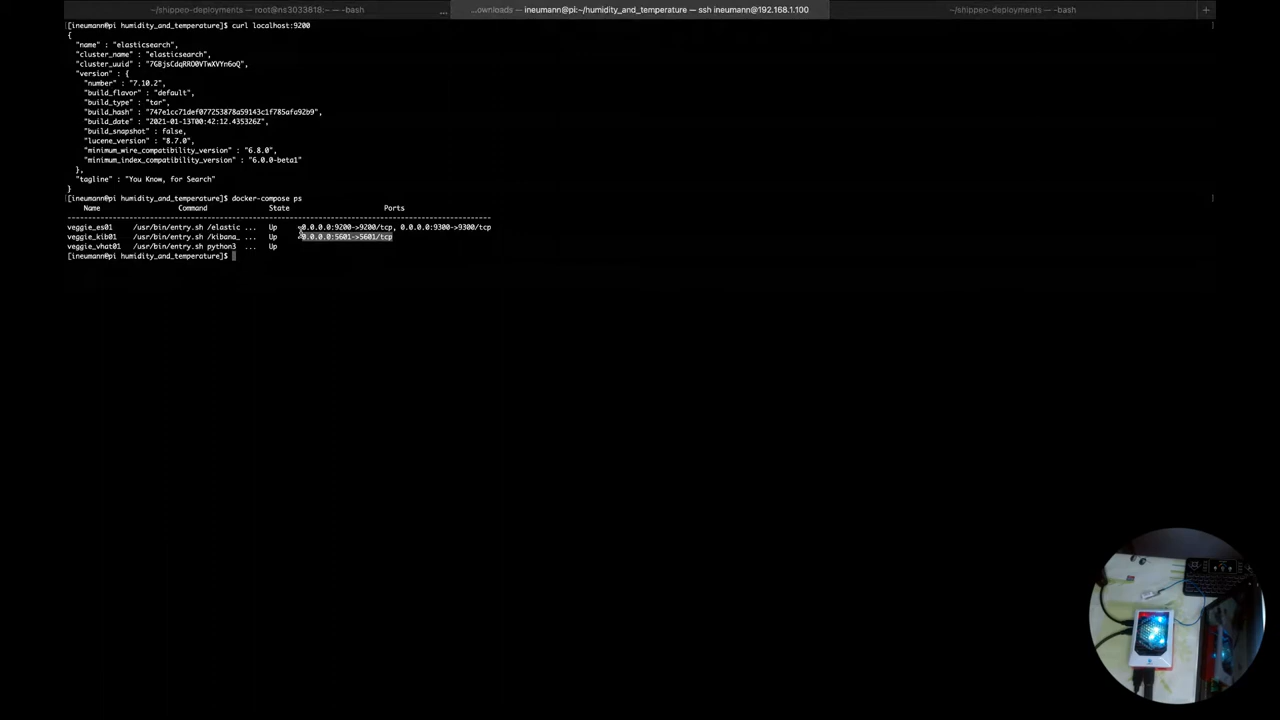 ~/shippeo-deployments — root@ns3033818:~ — -bash ... ...ownloads — ineumann@pi:~/humidity_and_temperature — ssh ineumann@192.168.1.100 ~/shippeo-deployments — -bash +
[ineumann@pi humidity_and_temperature]$ curl localhost:9200
{
"name" : "elasticsearch",
"cluster_name" : "elasticsearch",
"cluster_uuid" : "7GBjsCdqRRO0VTwXVYn6oQ",
"version" : {
"number" : "7.10.2",
"build_flavor" : "default",
"build_type" : "tar",
"build_hash" : "747e1cc71def077253878a59143c1f785afa92b9",
"build_date" : "2021-01-13T00:42:12.435326Z",
"build_snapshot" : false,
"lucene_version" : "8.7.0",
"minimum_wire_compatibility_version" : "6.8.0",
"minimum_index_compatibility_version" : "6.0.0-beta1"
},
"tagline" : "You Know, for Search"
}
[ineumann@pi humidity_and_temperature]$ docker-compose ps
Name Command State Ports
veggie_es01 /usr/bin/entry.sh /elastic ... Up 0.0.0.0:9200->9200/tcp, 0.0.0.0:9300->9300/tcp
veggie_kib01 /usr/bin/entry.sh /kibana_ ... Up 0.0.0.0:5601->5601/tcp
veggie_vhat01 /usr/bin/entry.sh python3 ... Up
[ineumann@pi humidity_and_temperature]$